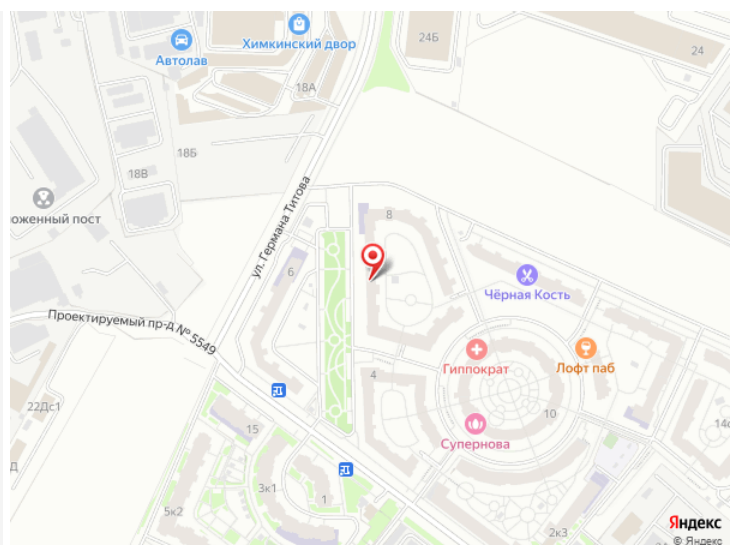 Химкинский двор
24Б
24
Автолав
18А
18Б
18В
ул. Германа Титова
ложенный пост
8
6
Чёрная Кость
Проектируемый пр-д № 5549
Гиппократ
Лофт паб
4
22Дс1
10
14с
15
Супернова
Д
3к1
1
5к2
2к3
Яндекс
© Яндекс